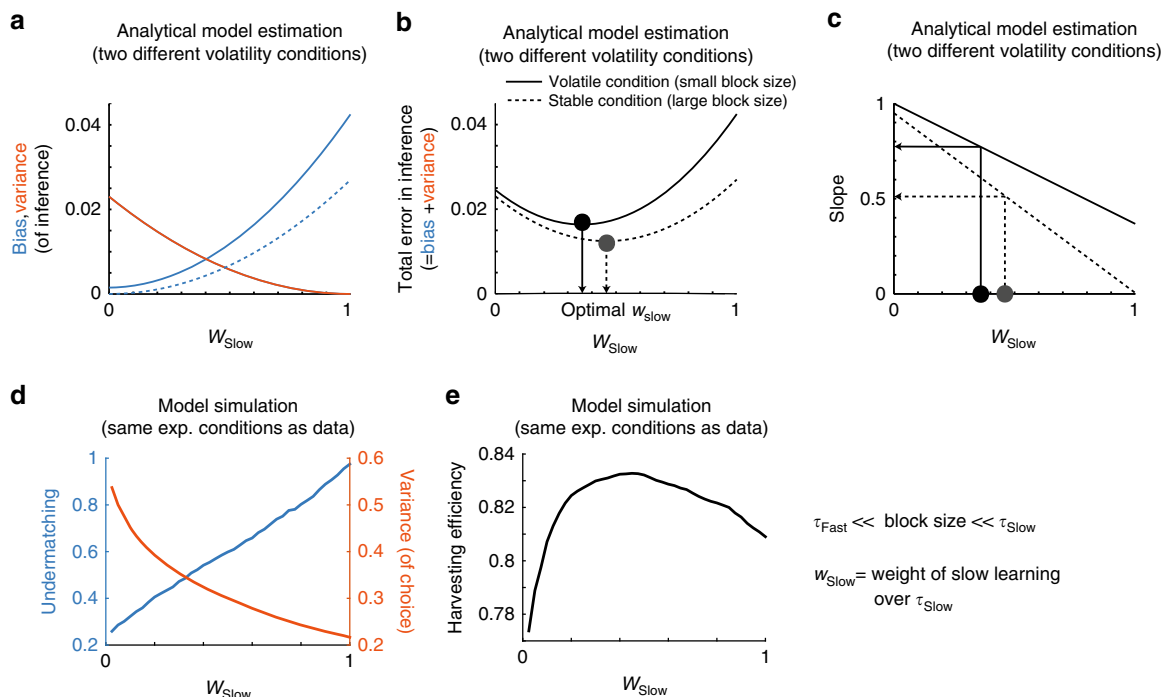 a
Analytical model estimation
(two different volatility conditions)
Bias,variance
(of inference)
0.04
0.02
0
0
1
WSlow
b
Analytical model estimation
(two different volatility conditions)
Volatile condition (small block size)
Stable condition (large block size)
Total error in inference
(=bias +variance)
0.04
0.02
0
Optimal wslow
0
1
WSlow
c
Analytical model estimation
(two different volatility conditions)
Slope
1
0.5
0
0
1
WSlow
d
Model simulation
(same exp. conditions as data)
Undermatching
1
0.8
0.6
0.4
0.2
0.6
0.5
0.4
0.3
0.2
Variance (of choice)
0
1
WSlow
e
Model simulation
(same exp. conditions as data)
Harvesting efficiency
0.84
0.82
0.8
0.78
0
1
WSlow
τFast << block size << τSlow
wSlow= weight of slow learning
over τSlow